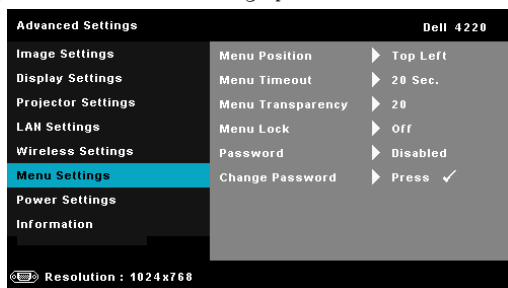 Advanced Settings Dell 4220
Image Settings Menu Position Top Left
Display Settings Menu Timeout 20 Sec.
Projector Settings Menu Transparency 20
LAN Settings Menu Lock Off
Wireless Settings Password Disabled
Menu Settings Change Password Press ✓
Power Settings
Information
Resolution : 1024x768